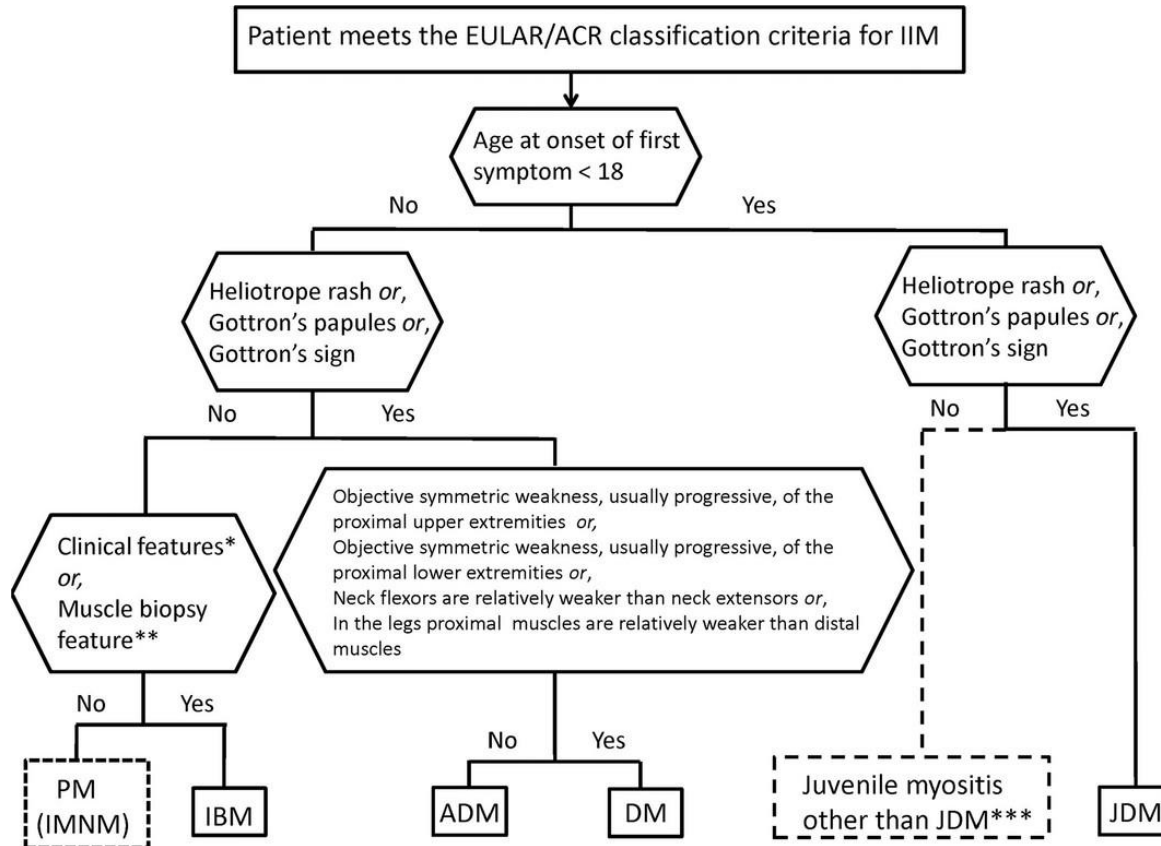 Patient meets the EULAR/ACR classification criteria for IIM
Age at onset of first
symptom < 18
No
Yes
Heliotrope rash or,
Gottron's papules or,
Gottron's sign
Heliotrope rash or,
Gottron's papules or,
Gottron's sign
No
Yes
No
Yes
Clinical features*
or,
Muscle biopsy
feature**
Objective symmetric weakness, usually progressive, of the
proximal upper extremities or,
Objective symmetric weakness, usually progressive, of the
proximal lower extremities or,
Neck flexors are relatively weaker than neck extensors or,
In the legs proximal muscles are relatively weaker than distal
muscles
No
Yes
No
Yes
PM
(IMNM)
IBM
ADM
DM
Juvenile myositis
other than JDM***
JDM